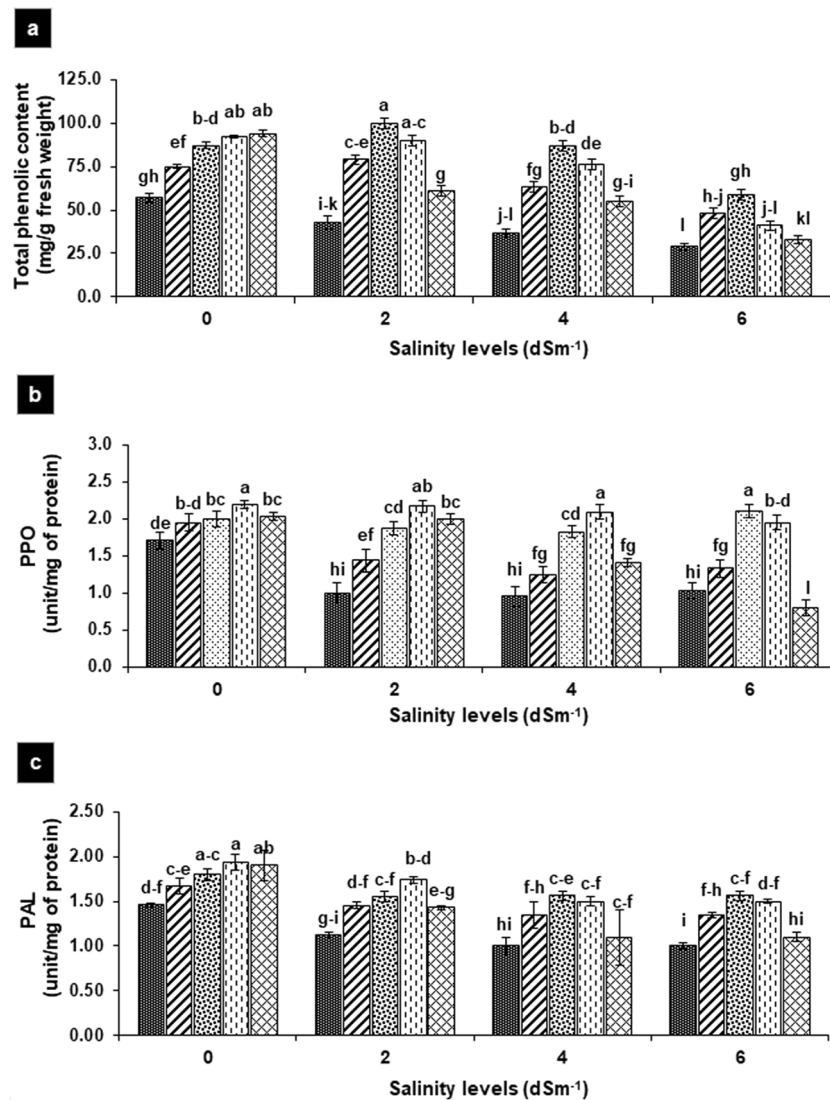 a
Total phenolic content
(mg/g fresh weight)
125.0
100.0
75.0
50.0
25.0
0.0
gh ef b-d ab ab
i-k c-e a a-c g
j-l fg b-d de g-i
l h-j gh j-l kl
0 2 4 6
Salinity levels (dSm⁻¹)
b
PPO
(unit/mg of protein)
3.0
2.5
2.0
1.5
1.0
0.5
0.0
de b-d bc a bc
hi ef cd ab bc
hi fg cd a fg
hi fg a b-d l
0 2 4 6
Salinity levels (dSm⁻¹)
c
PAL
(unit/mg of protein)
2.50
2.00
1.50
1.00
0.50
0.00
d-f c-e a-c a ab
g-i d-f c-f b-d e-g
hi f-h c-e c-f c-f
i f-h c-f d-f hi
0 2 4 6
Salinity levels (dSm⁻¹)